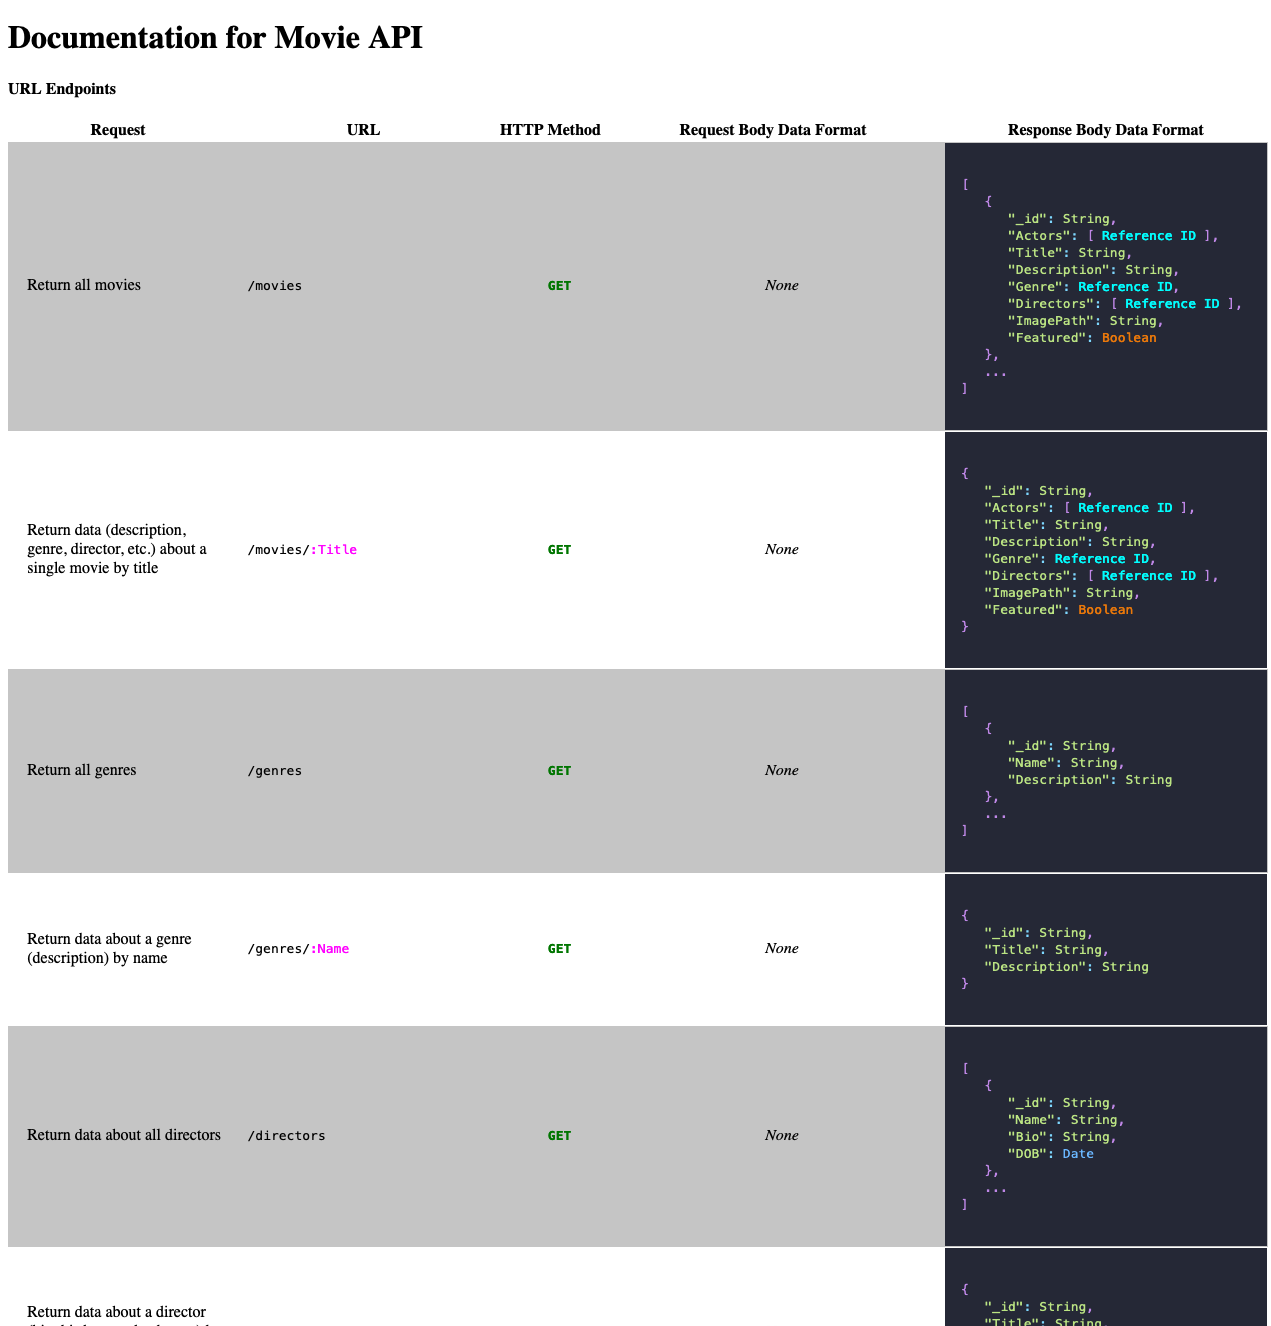 Documentation for Movie API
URL Endpoints
Request URL HTTP Method Request Body Data Format Response Body Data Format
Return all movies /movies GET None
[
{
"_id": String,
"Actors": [ Reference ID ],
"Title": String,
"Description": String,
"Genre": Reference ID,
"Directors": [ Reference ID ],
"ImagePath": String,
"Featured": Boolean
},
...
]
Return data (description,
genre, director, etc.) about a
single movie by title
/movies/:Title GET None
{
"_id": String,
"Actors": [ Reference ID ],
"Title": String,
"Description": String,
"Genre": Reference ID,
"Directors": [ Reference ID ],
"ImagePath": String,
"Featured": Boolean
}
Return all genres /genres GET None
[
{
"_id": String,
"Name": String,
"Description": String
},
...
]
Return data about a genre
(description) by name
/genres/:Name GET None
{
"_id": String,
"Title": String,
"Description": String
}
Return data about all directors /directors GET None
[
{
"_id": String,
"Name": String,
"Bio": String,
"DOB": Date
},
...
]
Return data about a director
{
"_id": String,
"Title": String,